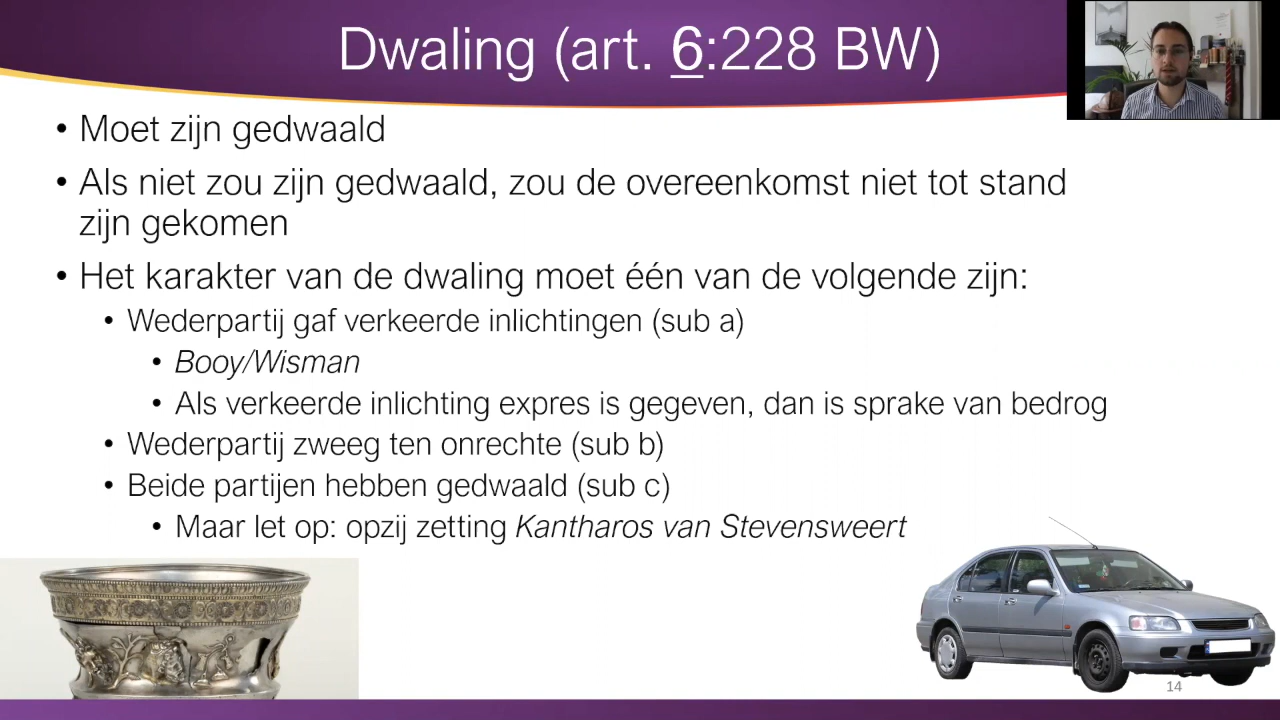 Dwaling (art. 6:228 BW)
• Moet zijn gedwaald
• Als niet zou zijn gedwaald, zou de overeenkomst niet tot stand
zijn gekomen
• Het karakter van de dwaling moet één van de volgende zijn:
• Wederpartij gaf verkeerde inlichtingen (sub a)
• Booy/Wisman
• Als verkeerde inlichting expres is gegeven, dan is sprake van bedrog
• Wederpartij zweeg ten onrechte (sub b)
• Beide partijen hebben gedwaald (sub c)
• Maar let op: opzij zetting Kantharos van Stevensweert
14